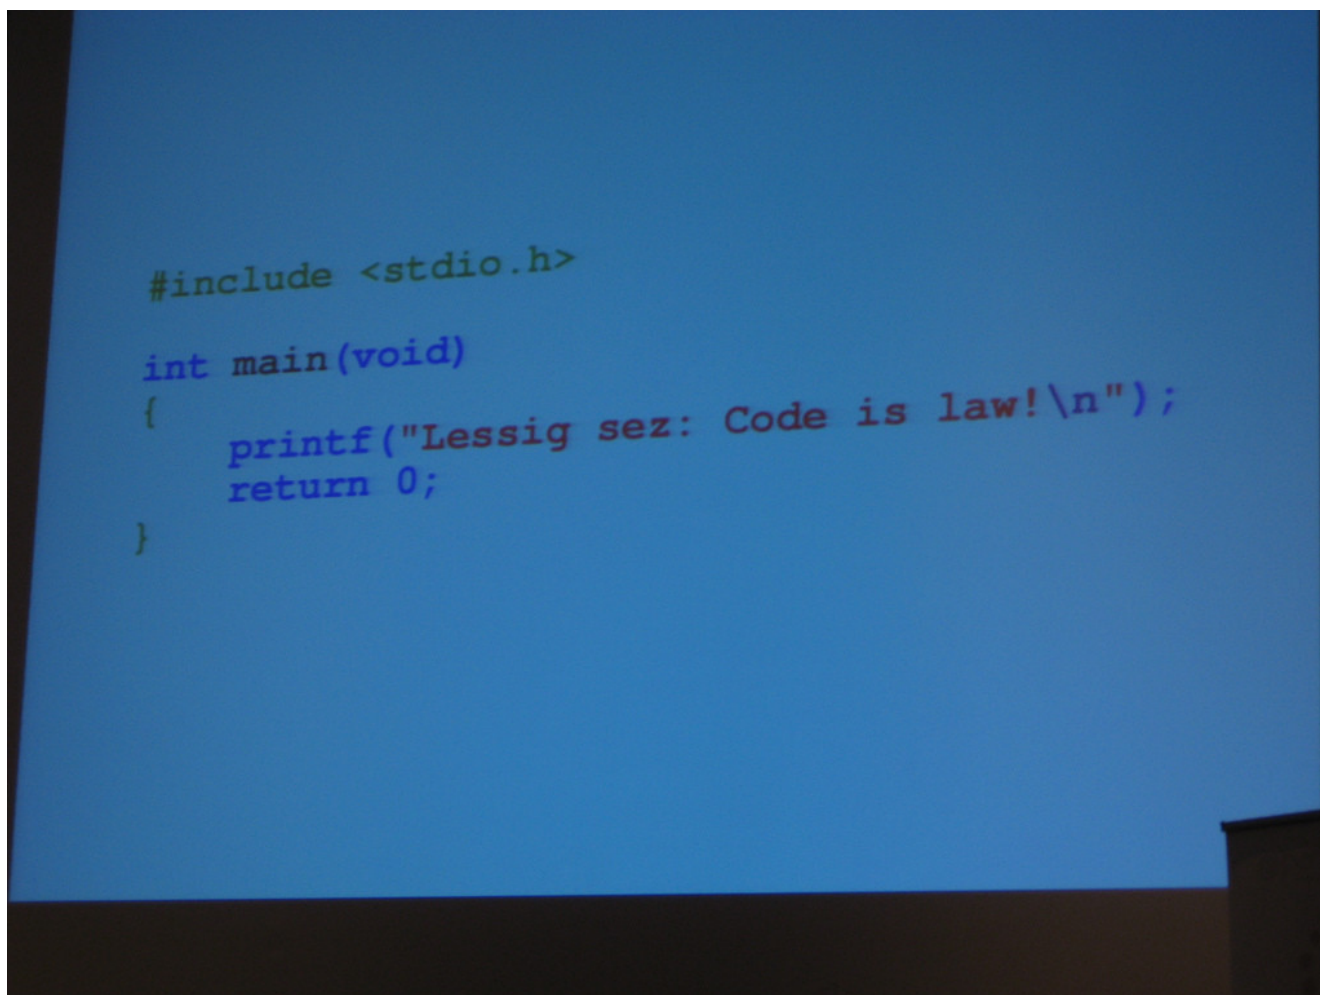 #include <stdio.h>
int main(void)
{
printf("Lessig sez: Code is law!\n");
return 0;
}